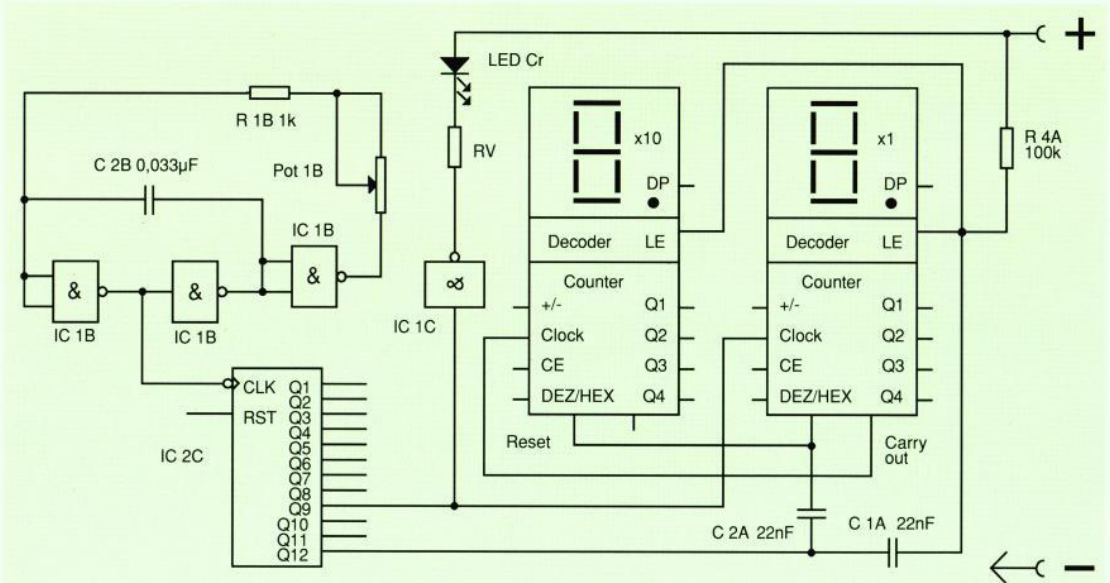 +
LED Cr
R 1B 1k
RV
x10
x1
R 4A
100k
C 2B 0,033µF
Pot 1B
DP
DP
IC 1B
Decoder LE
Decoder LE
&
&
&
&
Counter
Counter
IC 1B
IC 1B
IC 1C
+/- Q1
+/- Q1
Clock Q2
Clock Q2
CE Q3
CE Q3
DEZ/HEX Q4
DEZ/HEX Q4
CLK
RST
IC 2C
Q1
Q2
Q3
Q4
Q5
Q6
Q7
Q8
Q9
Q10
Q11
Q12
Reset
Carry
out
C 2A 22nF
C 1A 22nF
−